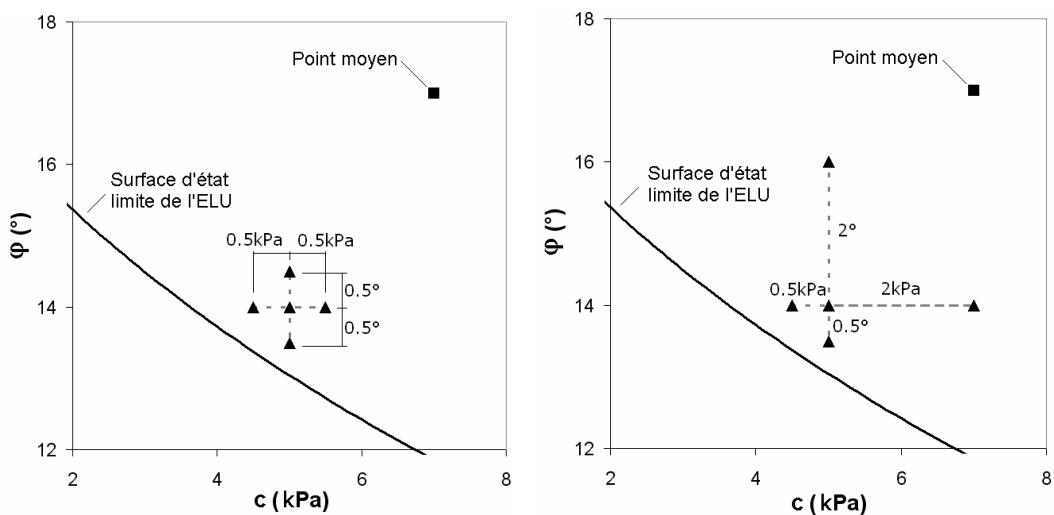 18
Point moyen
16
Surface d'état
limite de l'ELU
φ (°)
0.5kPa 0.5kPa
0.5°
14
0.5°
12
2 4 6 8
c (kPa)
18
Point moyen
16
Surface d'état
limite de l'ELU
2°
φ (°)
0.5kPa 2kPa
14
0.5°
12
2 4 6 8
c (kPa)